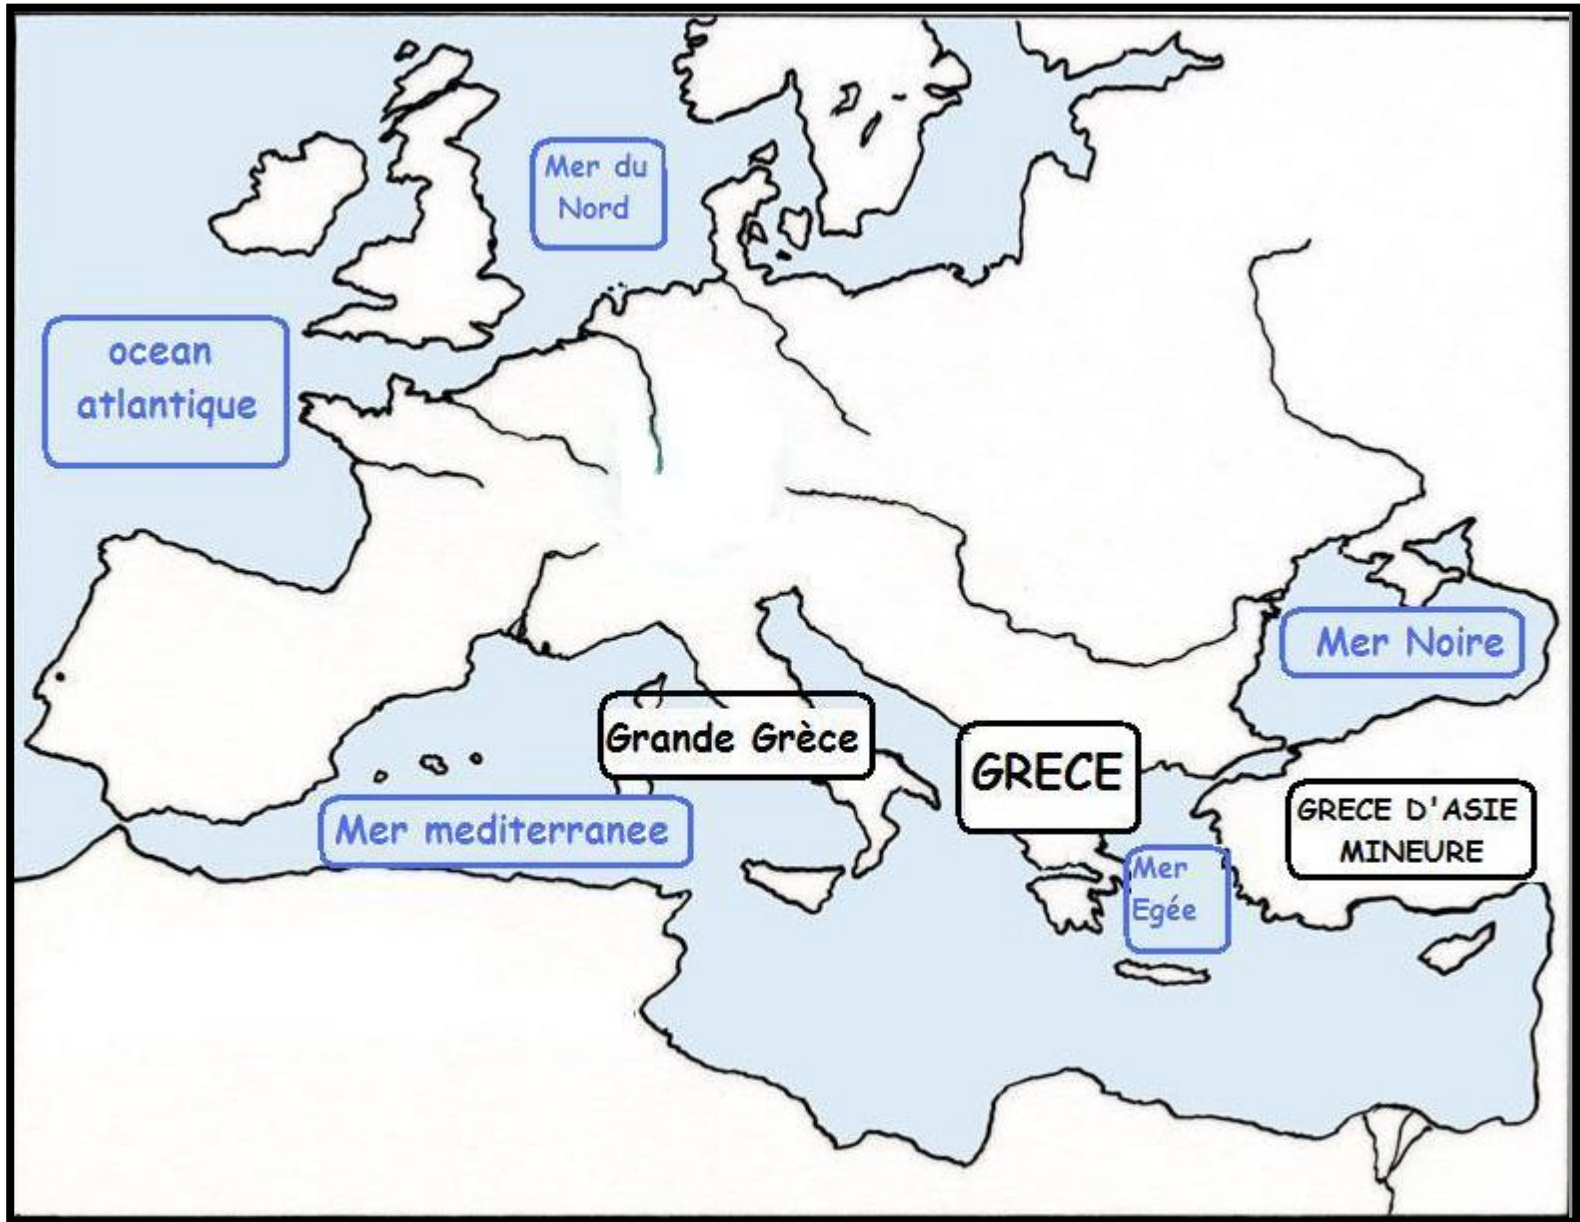 Mer du
Nord
ocean
atlantique
Mer Noire
Grande Grèce
GRECE
GRECE D'ASIE
MINEURE
Mer mediterranee
Mer
Egée